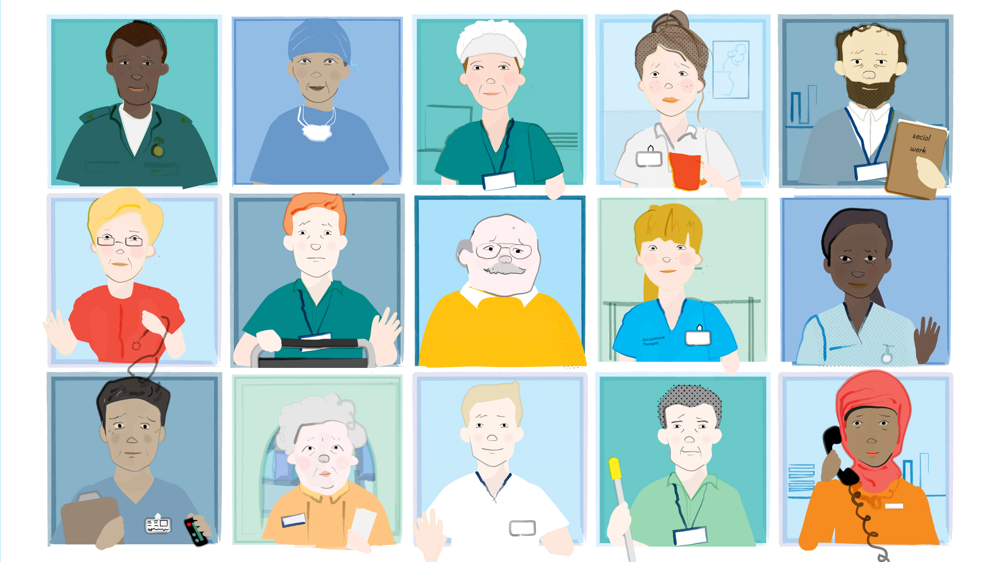 social
work
Occupational
Therapist